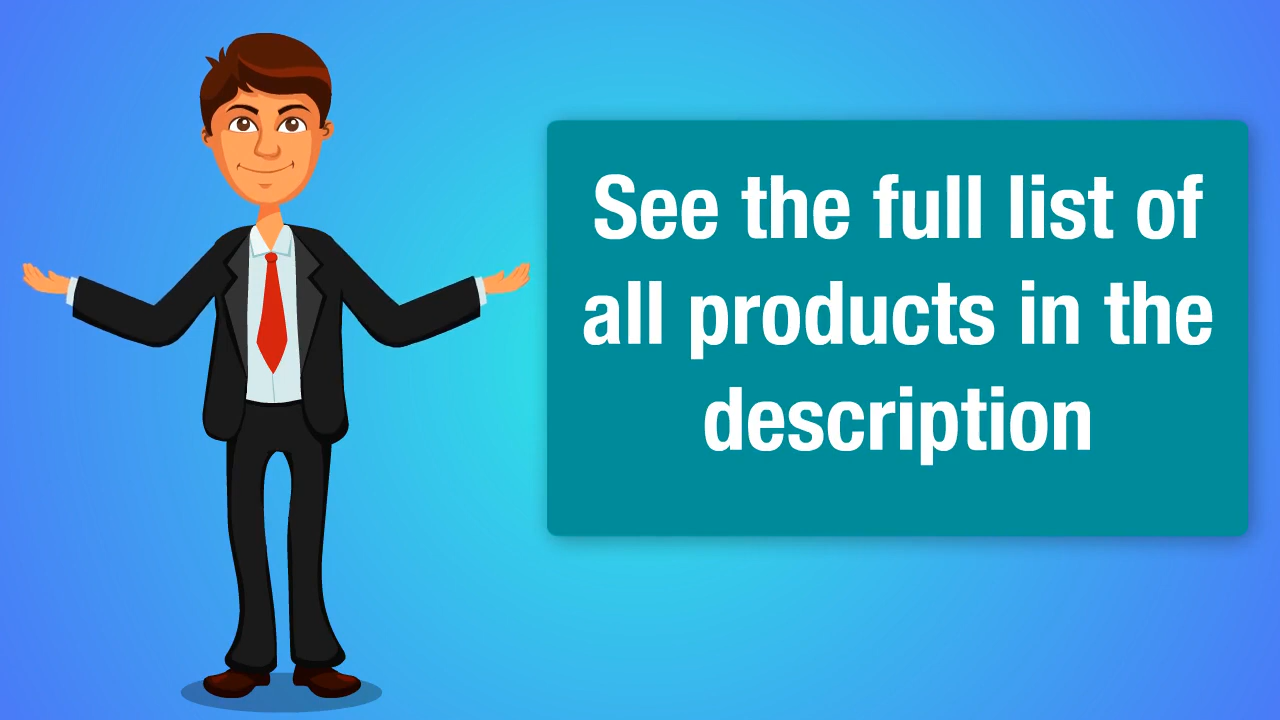 See the full list of
all products in the
description